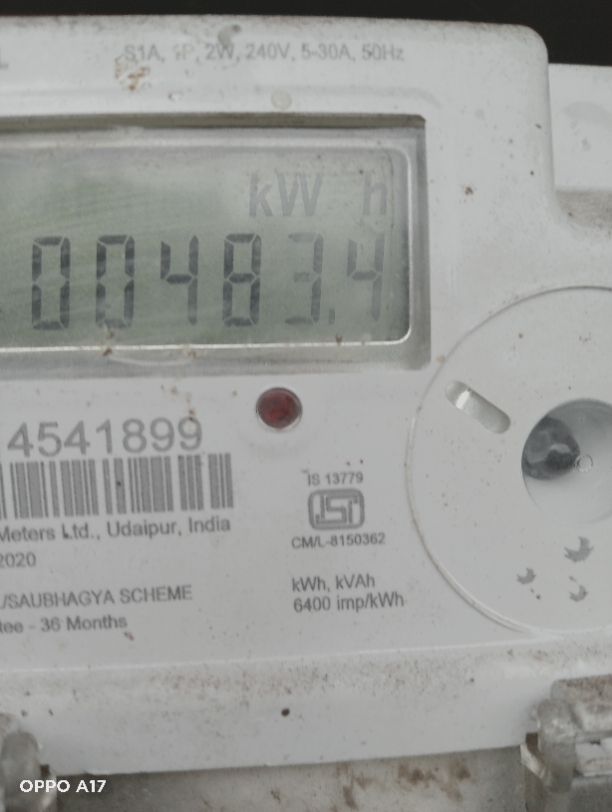 S1A, 1P, 2W, 240V, 5-30A, 50Hz
kW h
00483.4
4541899
Meters Ltd., Udaipur, India
2020
IS 13779
ISI
CM/L-8150362
/SAUBHAGYA SCHEME
tee - 36 Months
kWh, kVAh
6400 imp/kWh
OPPO A17